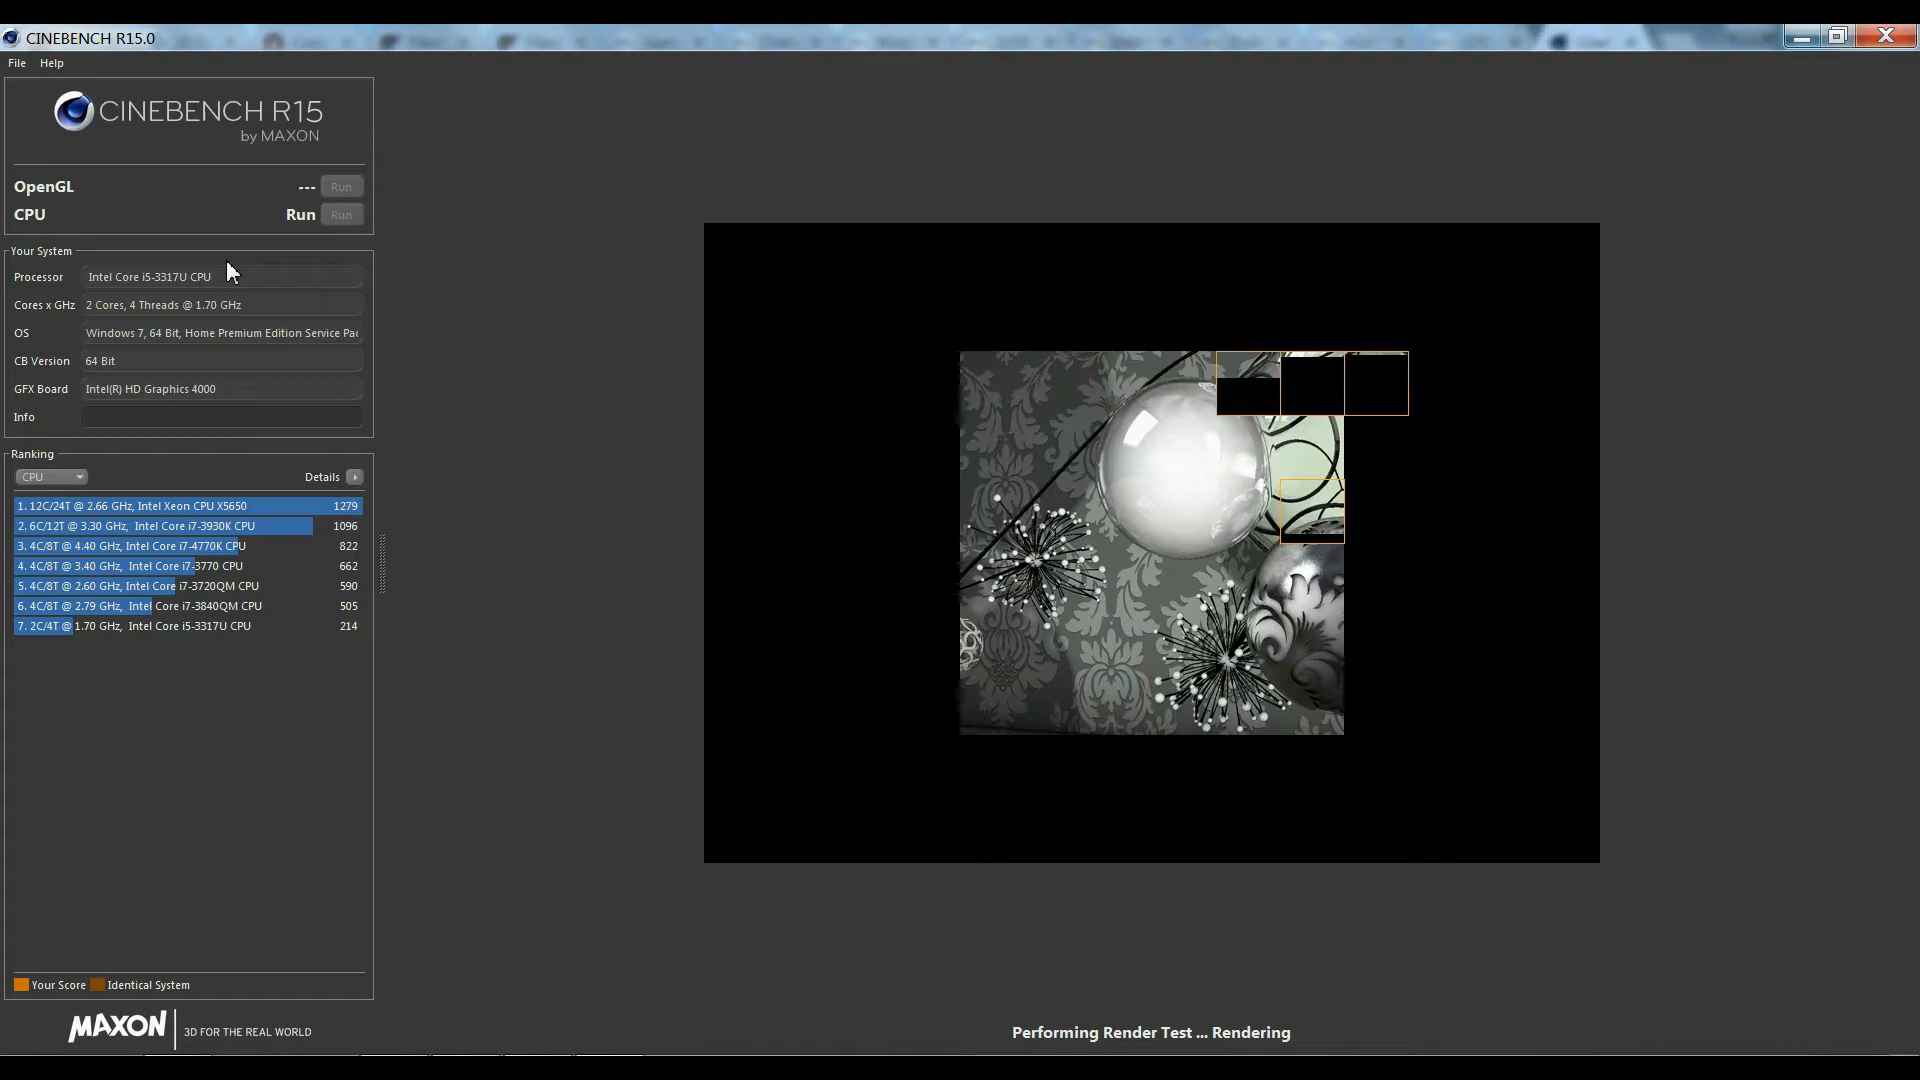 CINEBENCH R15.0
File Help
CINEBENCH R15
by MAXON
OpenGL --- Run
CPU Run Run
Your System
Processor Intel Core i5-3317U CPU
Cores x GHz 2 Cores, 4 Threads @ 1.70 GHz
OS Windows 7, 64 Bit, Home Premium Edition Service Pac
CB Version 64 Bit
GFX Board Intel(R) HD Graphics 4000
Info
Ranking
CPU Details
1. 12C/24T @ 2.66 GHz, Intel Xeon CPU X5650 1279
2. 6C/12T @ 3.30 GHz, Intel Core i7-3930K CPU 1096
3. 4C/8T @ 4.40 GHz, Intel Core i7-4770K CPU 822
4. 4C/8T @ 3.40 GHz, Intel Core i7-3770 CPU 662
5. 4C/8T @ 2.60 GHz, Intel Core i7-3720QM CPU 590
6. 4C/8T @ 2.79 GHz, Intel Core i7-3840QM CPU 505
7. 2C/4T @ 1.70 GHz, Intel Core i5-3317U CPU 214
Your Score Identical System
MAXON 3D FOR THE REAL WORLD
Performing Render Test ... Rendering